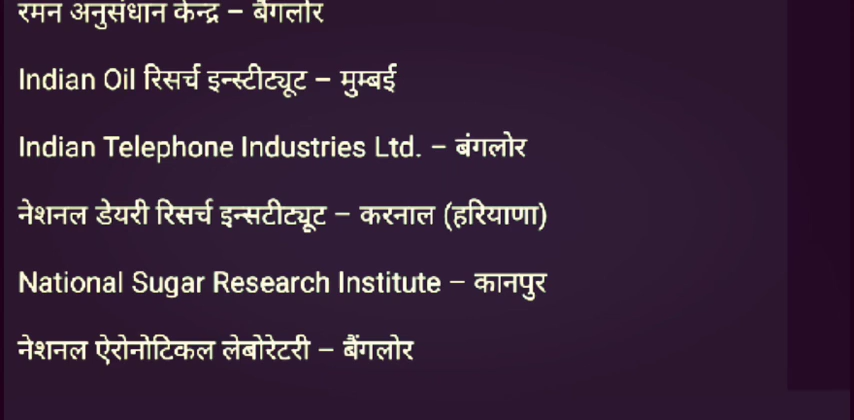 रमन अनुसंधान केन्द्र – बैंगलोर
Indian Oil रिसर्च इन्स्टीट्यूट – मुम्बई
Indian Telephone Industries Ltd. – बंगलोर
नेशनल डेयरी रिसर्च इन्सटीट्यूट – करनाल (हरियाणा)
National Sugar Research Institute – कानपुर
नेशनल ऐरोनोटिकल लेबोरेटरी – बैंगलोर